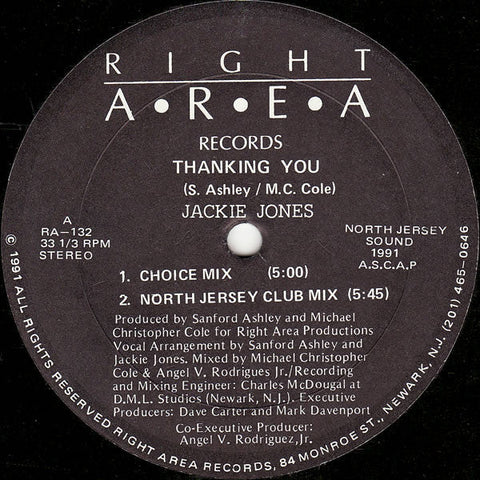 RIGHT
A•R•E•A
RECORDS
THANKING YOU
(S. Ashley / M.C. Cole)
JACKIE JONES
A
RA-132
33 1/3 RPM
STEREO
NORTH JERSEY
SOUND
1991
A.S.C.A.P
1. CHOICE MIX (5:00)
2. NORTH JERSEY CLUB MIX (5:45)
Produced by Sanford Ashley and Michael
Christopher Cole for Right Area Productions
Vocal Arrangement by Sanford Ashley and
Jackie Jones. Mixed by Michael Christopher
Cole & Angel V. Rodrigues Jr./Recording
and Mixing Engineer: Charles McDougal at
D.M.L. Studios (Newark, N.J.). Executive
Producers: Dave Carter and Mark Davenport
Co-Executive Producer:
Angel V. Rodriguez, Jr.
© 1991 ALL RIGHTS RESERVED RIGHT AREA RECORDS, 84 MONROE ST., NEWARK, N.J. (201) 465-0646